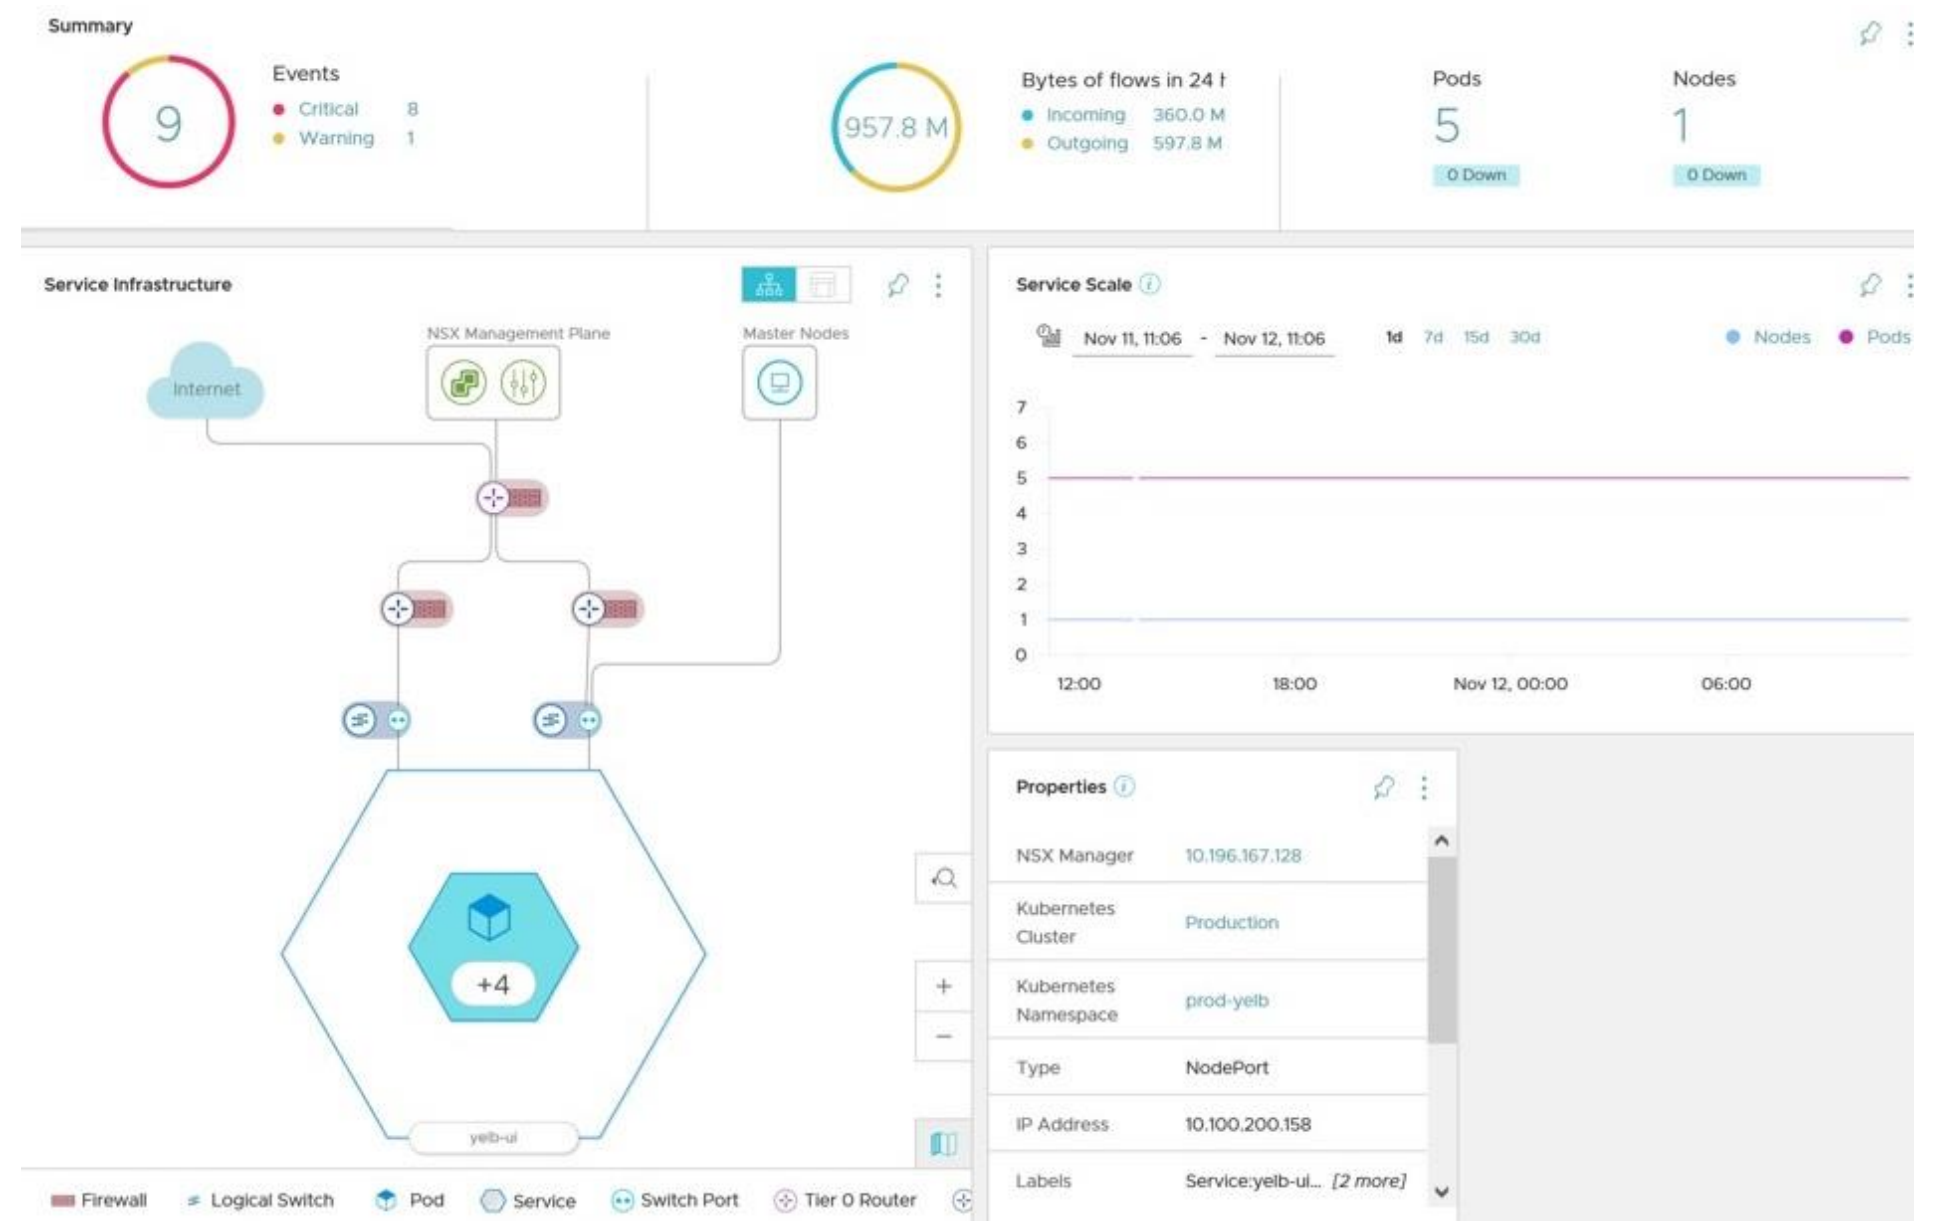 Summary
9
Events
Critical 8
Warning 1
957.8 M
Bytes of flows in 24 h
Incoming 360.0 M
Outgoing 597.8 M
Pods
5
0 Down
Nodes
1
0 Down
Service Infrastructure
Internet
NSX Management Plane
Master Nodes
+4
yelb-ui
Firewall
Logical Switch
Pod
Service
Switch Port
Tier 0 Router
Service Scale
Nov 11, 11:06 - Nov 12, 11:06
1d 7d 15d 30d
Nodes
Pods
7
6
5
4
3
2
1
0
12:00
18:00
Nov 12, 00:00
06:00
Properties
NSX Manager 10.196.167.128
Kubernetes
Cluster
Production
Kubernetes
Namespace
prod-yelb
Type NodePort
IP Address 10.100.200.158
Labels Service:yelb-ui... [2 more]